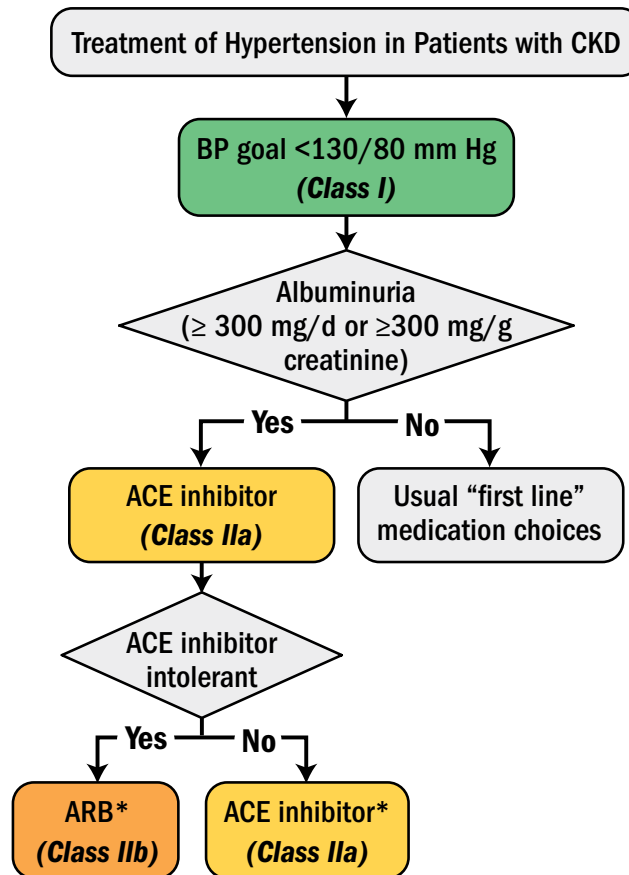 Treatment of Hypertension in Patients with CKD
BP goal <130/80 mm Hg
(Class I)
Albuminuria
(≥ 300 mg/d or ≥300 mg/g
creatinine)
Yes
No
ACE inhibitor
(Class IIa)
Usual “first line”
medication choices
ACE inhibitor
intolerant
Yes
No
ARB*
(Class IIb)
ACE inhibitor*
(Class IIa)